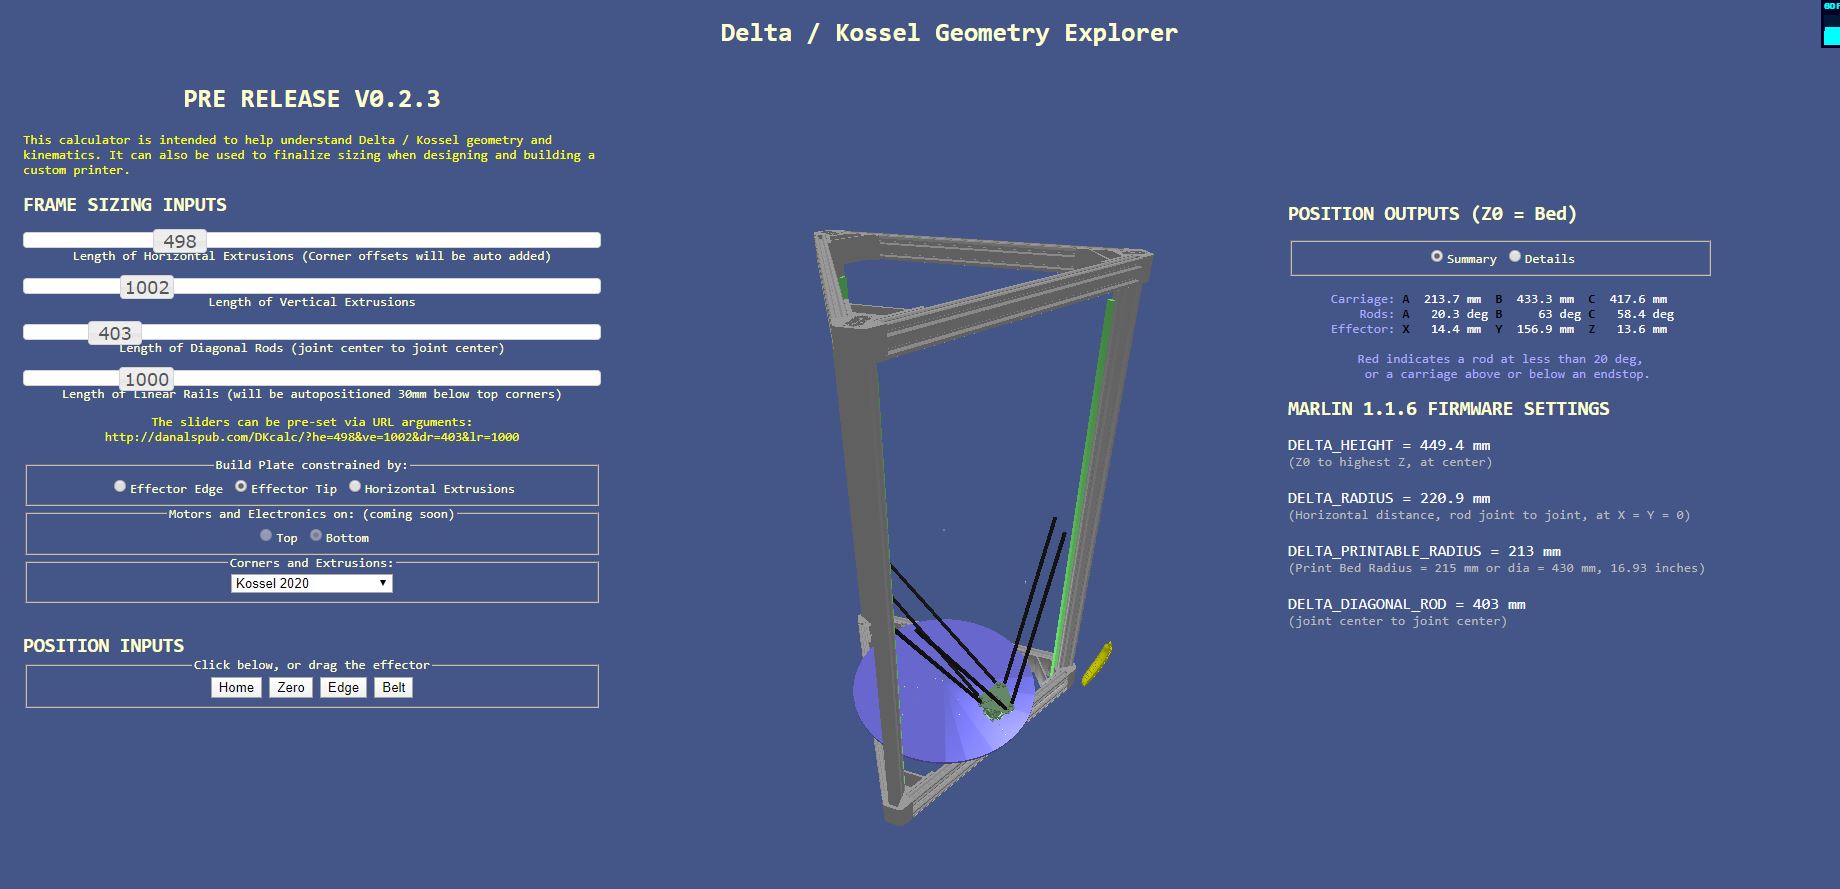 Delta / Kossel Geometry Explorer
60 F
PRE RELEASE V0.2.3
This calculator is intended to help understand Delta / Kossel geometry and
kinematics. It can also be used to finalize sizing when designing and building a
custom printer.
FRAME SIZING INPUTS
498
Length of Horizontal Extrusions (Corner offsets will be auto added)
1002
Length of Vertical Extrusions
403
Length of Diagonal Rods (joint center to joint center)
1000
Length of Linear Rails (will be autopositioned 30mm below top corners)
The sliders can be pre-set via URL arguments:
http://danalspub.com/DKcalc/?he=498&ve=1002&dr=403&lr=1000
Build Plate constrained by:
Effector Edge Effector Tip Horizontal Extrusions
Motors and Electronics on: (coming soon)
Top Bottom
Corners and Extrusions:
Kossel 2020
POSITION INPUTS
Click below, or drag the effector
Home Zero Edge Belt
POSITION OUTPUTS (Z0 = Bed)
Summary Details
Carriage: A 213.7 mm B 433.3 mm C 417.6 mm
Rods: A 20.3 deg B 63 deg C 58.4 deg
Effector: X 14.4 mm Y 156.9 mm Z 13.6 mm
Red indicates a rod at less than 20 deg,
or a carriage above or below an endstop.
MARLIN 1.1.6 FIRMWARE SETTINGS
DELTA_HEIGHT = 449.4 mm
(Z0 to highest Z, at center)
DELTA_RADIUS = 220.9 mm
(Horizontal distance, rod joint to joint, at X = Y = 0)
DELTA_PRINTABLE_RADIUS = 213 mm
(Print Bed Radius = 215 mm or dia = 430 mm, 16.93 inches)
DELTA_DIAGONAL_ROD = 403 mm
(joint center to joint center)